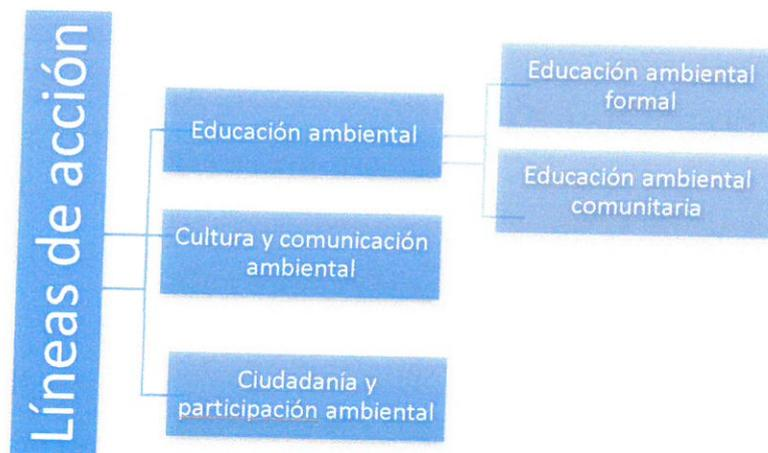 Líneas de acción
Educación ambiental
Educación ambiental
formal
Educación ambiental
comunitaria
Cultura y comunicación
ambiental
Ciudadanía y
participación ambiental